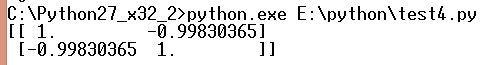 C:\Python27_x32_2>python.exe E:\python\test4.py
[[ 1.         -0.99830365]
 [-0.99830365  1.        ]]